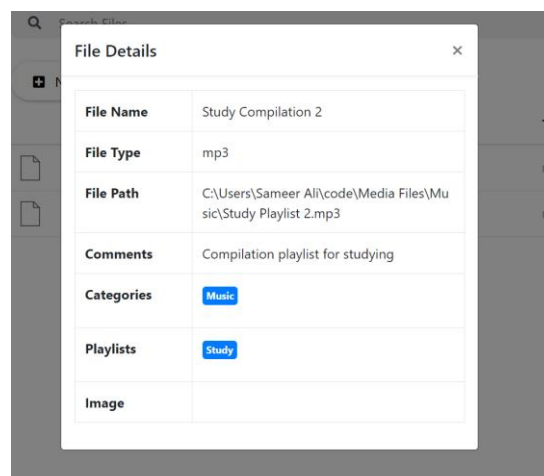 Search Files
File Details ×
N
File Name Study Compilation 2
File Type mp3
File Path C:\Users\Sameer Ali\code\Media Files\Mu
sic\Study Playlist 2.mp3
Comments Compilation playlist for studying
Categories Music
Playlists Study
Image